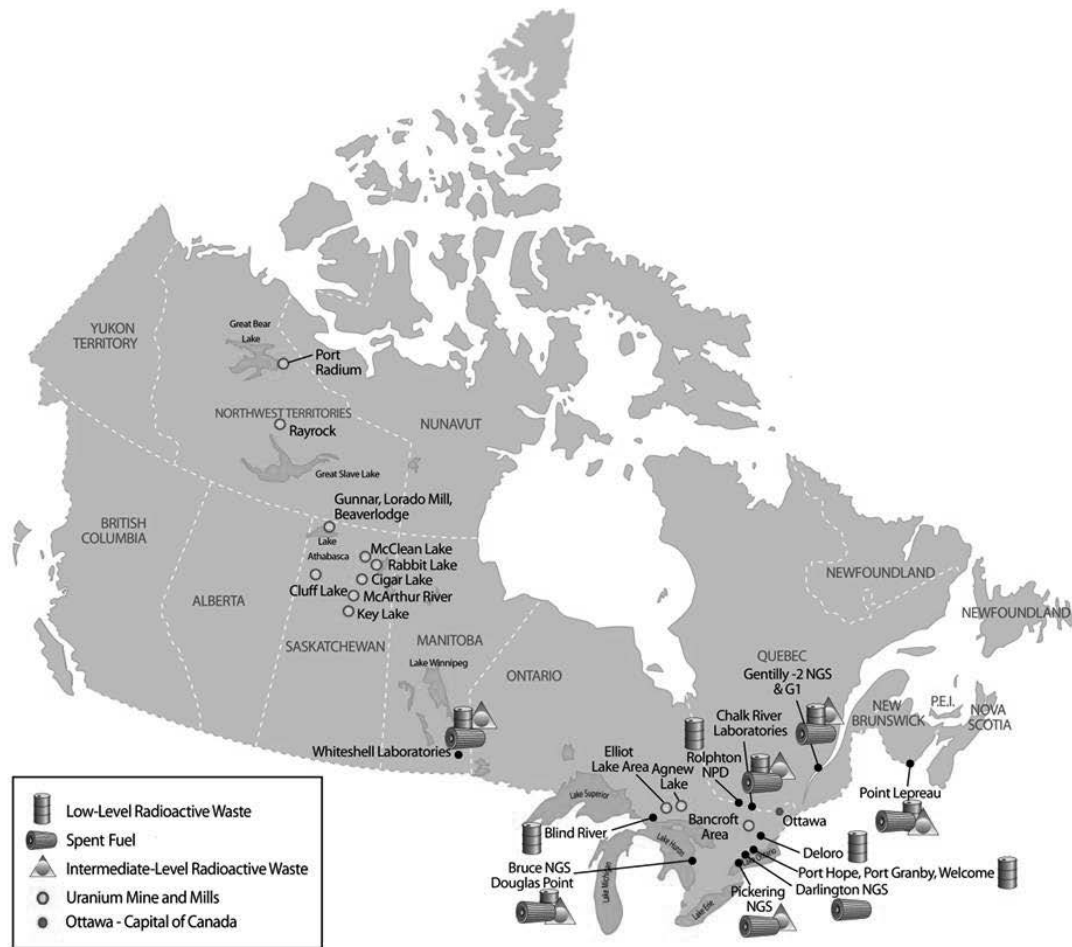 YUKON
TERRITORY
Great Bear
Lake
Port
Radium
NORTHWEST TERRITORIES
Rayrock
NUNAVUT
Great Slave Lake
Gunnar, Lorado Mill,
Beaverlodge
BRITISH
COLUMBIA
Lake
Athabasca
McClean Lake
Rabbit Lake
Cigar Lake
Cluff Lake
McArthur River
Key Lake
ALBERTA
SASKATCHEWAN
MANITOBA
Lake Winnipeg
ONTARIO
NEWFOUNDLAND
NEWFOUNDLAND
QUEBEC
Gentilly -2 NGS
& G1
P.E.I.
NEW
BRUNSWICK
NOVA
SCOTIA
Whiteshell Laboratories
Chalk River
Laboratories
Rolphton
NPD
Elliot
Lake Area
Agnew
Lake
Point Lepreau
Lake Superior
Blind River
Bancroft
Area
Ottawa
Deloro
Lake Huron
Lake Michigan
Lake Ontario
Lake Erie
Bruce NGS
Douglas Point
Port Hope, Port Granby, Welcome
Darlington NGS
Pickering
NGS
Low-Level Radioactive Waste
Spent Fuel
Intermediate-Level Radioactive Waste
Uranium Mine and Mills
Ottawa - Capital of Canada